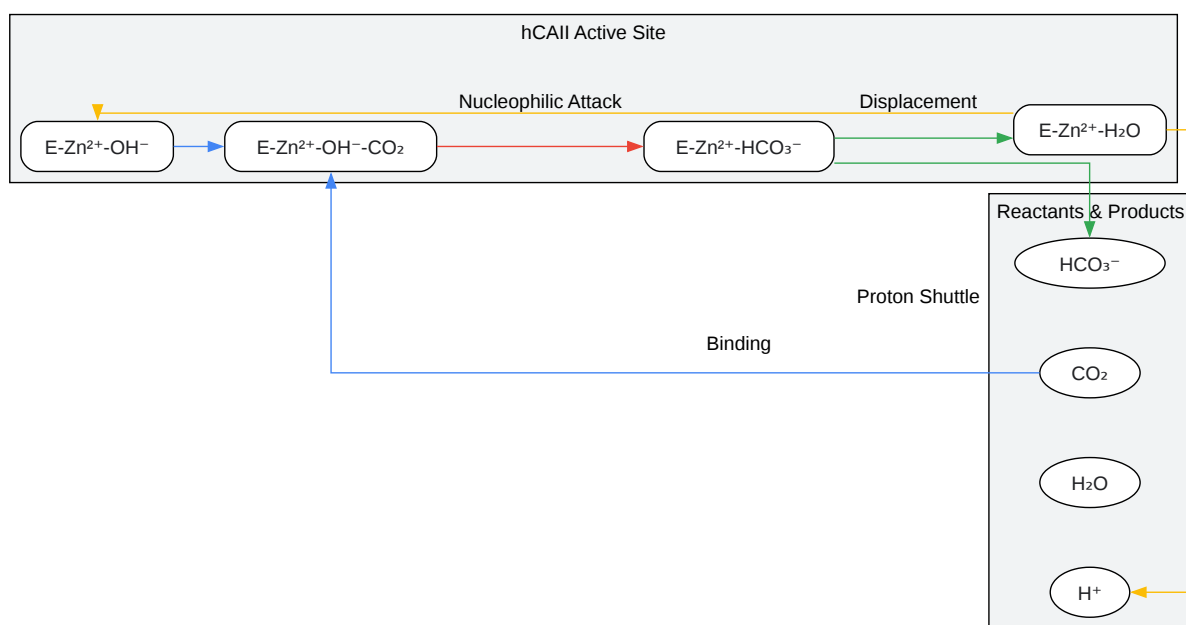 hCAII Active Site
Nucleophilic Attack
Displacement
E-Zn²⁺-OH⁻
E-Zn²⁺-OH⁻-CO₂
E-Zn²⁺-HCO₃⁻
E-Zn²⁺-H₂O
Reactants & Products
HCO₃⁻
Proton Shuttle
Binding
CO₂
H₂O
H⁺